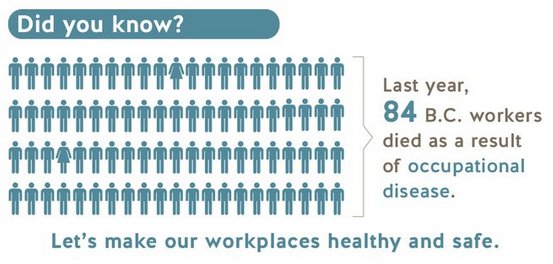 Did you know?
Last year,
84 B.C. workers
died as a result
of occupational
disease.
Let's make our workplaces healthy and safe.